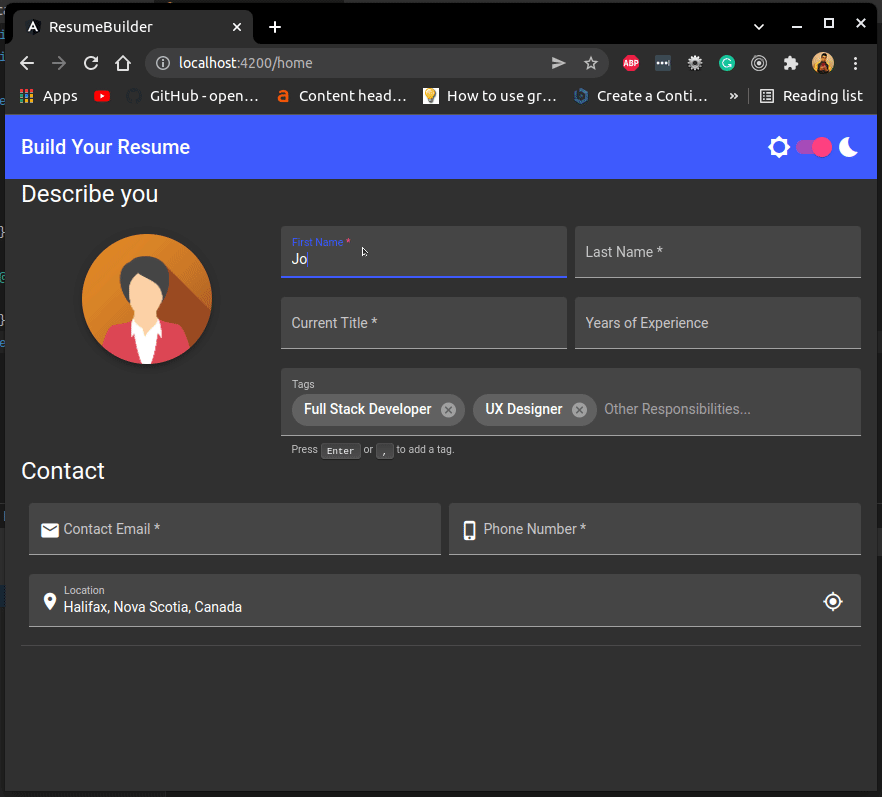 ResumeBuilder
localhost:4200/home
ABP
Apps GitHub - open... Content head... How to use gr... Create a Conti... » Reading list
Build Your Resume
Describe you
First Name *
Jo
Last Name *
Current Title * Years of Experience
Tags
Full Stack Developer UX Designer Other Responsibilities...
Press Enter or , to add a tag.
Contact
Contact Email * Phone Number *
Location
Halifax, Nova Scotia, Canada